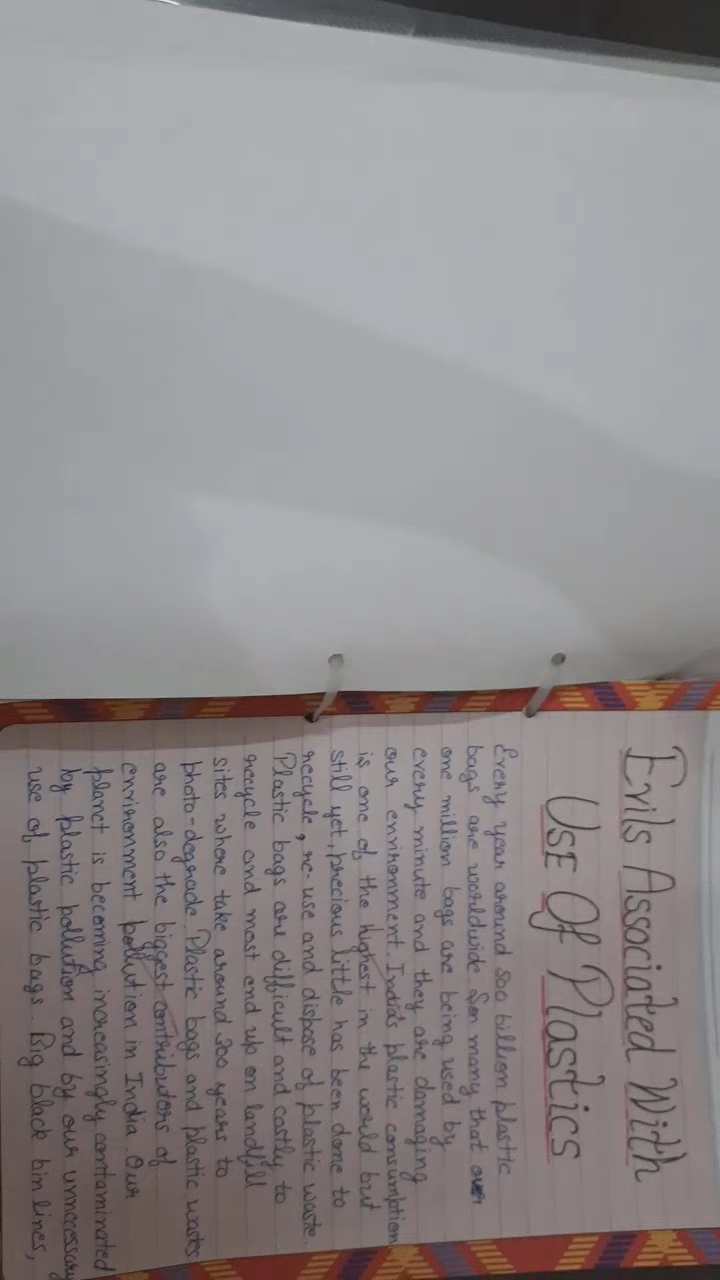 Evils Associated With
USE Of Plastics
Every year around 500 billion plastic
bags are worldwide. So many that over
one million bags are being used by
every minute and they are damaging
our environment. India's plastic consumption
is one of the highest in the would but
still yet, precious little has been done to
recycle, re-use and dispose of plastic waste.
Plastic bags are difficult and costly to
recycle and most end up on landfill
sites where take around 300 years to
photo-degrade. Plastic bags and plastic wastes
are also the biggest contributors of
environment pollution in India. Our
planet is becoming increasingly contaminated
by plastic pollution and by our unnecessary
use of plastic bags. Big black bin lines,